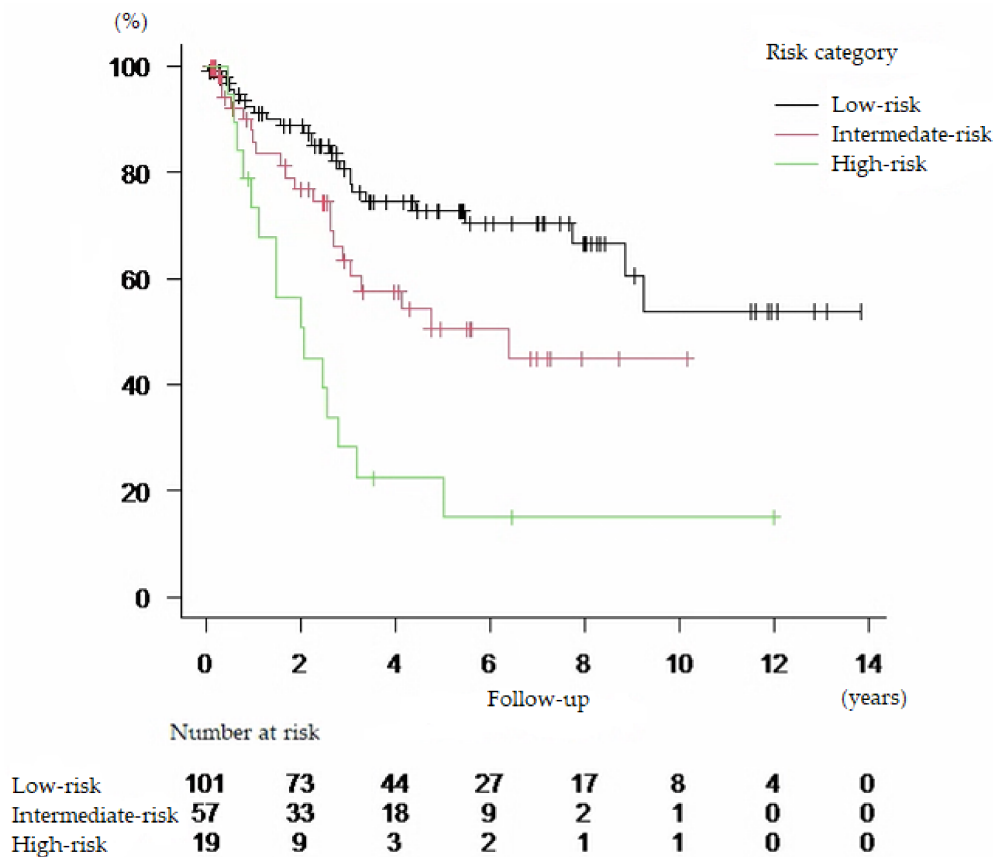 (%)
Risk category
100
Low-risk
Intermedate-risk
High-risk
80
60
40
20
0
0 2 4 6 8 10 12 14
Follow-up (years)
Number at risk
Low-risk 101 73 44 27 17 8 4 0
Intermediate-risk 57 33 18 9 2 1 0 0
High-risk 19 9 3 2 1 1 0 0